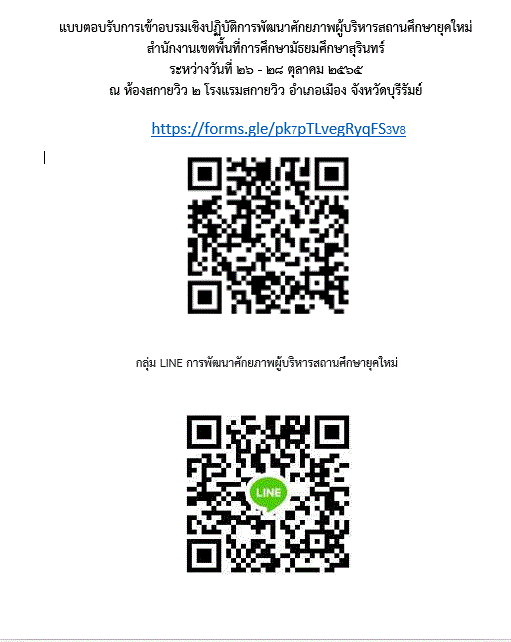 แบบตอบรับการเข้าอบรมเชิงปฏิบัติการพัฒนาศักยภาพผู้บริหารสถานศึกษายุคใหม่
สำนักงานเขตพื้นที่การศึกษามัธยมศึกษาสุรินทร์
ระหว่างวันที่ ๒๖ - ๒๘ ตุลาคม ๒๕๖๕
ณ ห้องสกายวิว ๒ โรงแรมสกายวิว อำเภอเมือง จังหวัดบุรีรัมย์
https://forms.gle/pk7pTLvegRyqFS3v8
กลุ่ม LINE การพัฒนาศักยภาพผู้บริหารสถานศึกษายุคใหม่
LINE